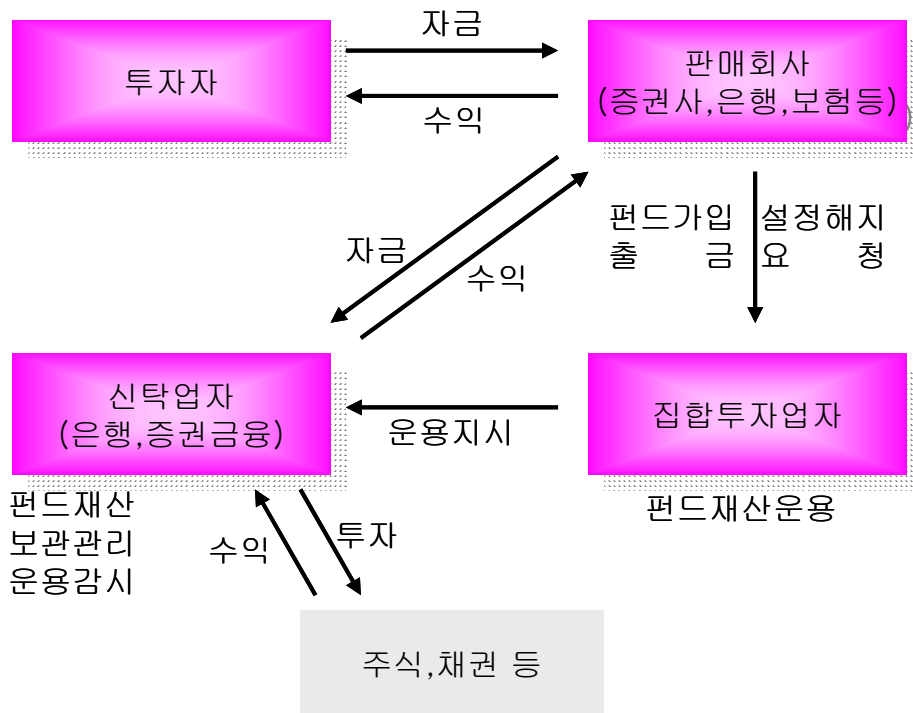 자금
투자자
판매회사
(증권사,은행,보험등)
)
수익
펀드가입 설정해지
출 금 요 청
자금
수익
신탁업자
(은행,증권금융)
집합투자업자
운용지시
펀드재산
보관관리
운용감시
펀드재산운용
수익
투자
주식,채권 등